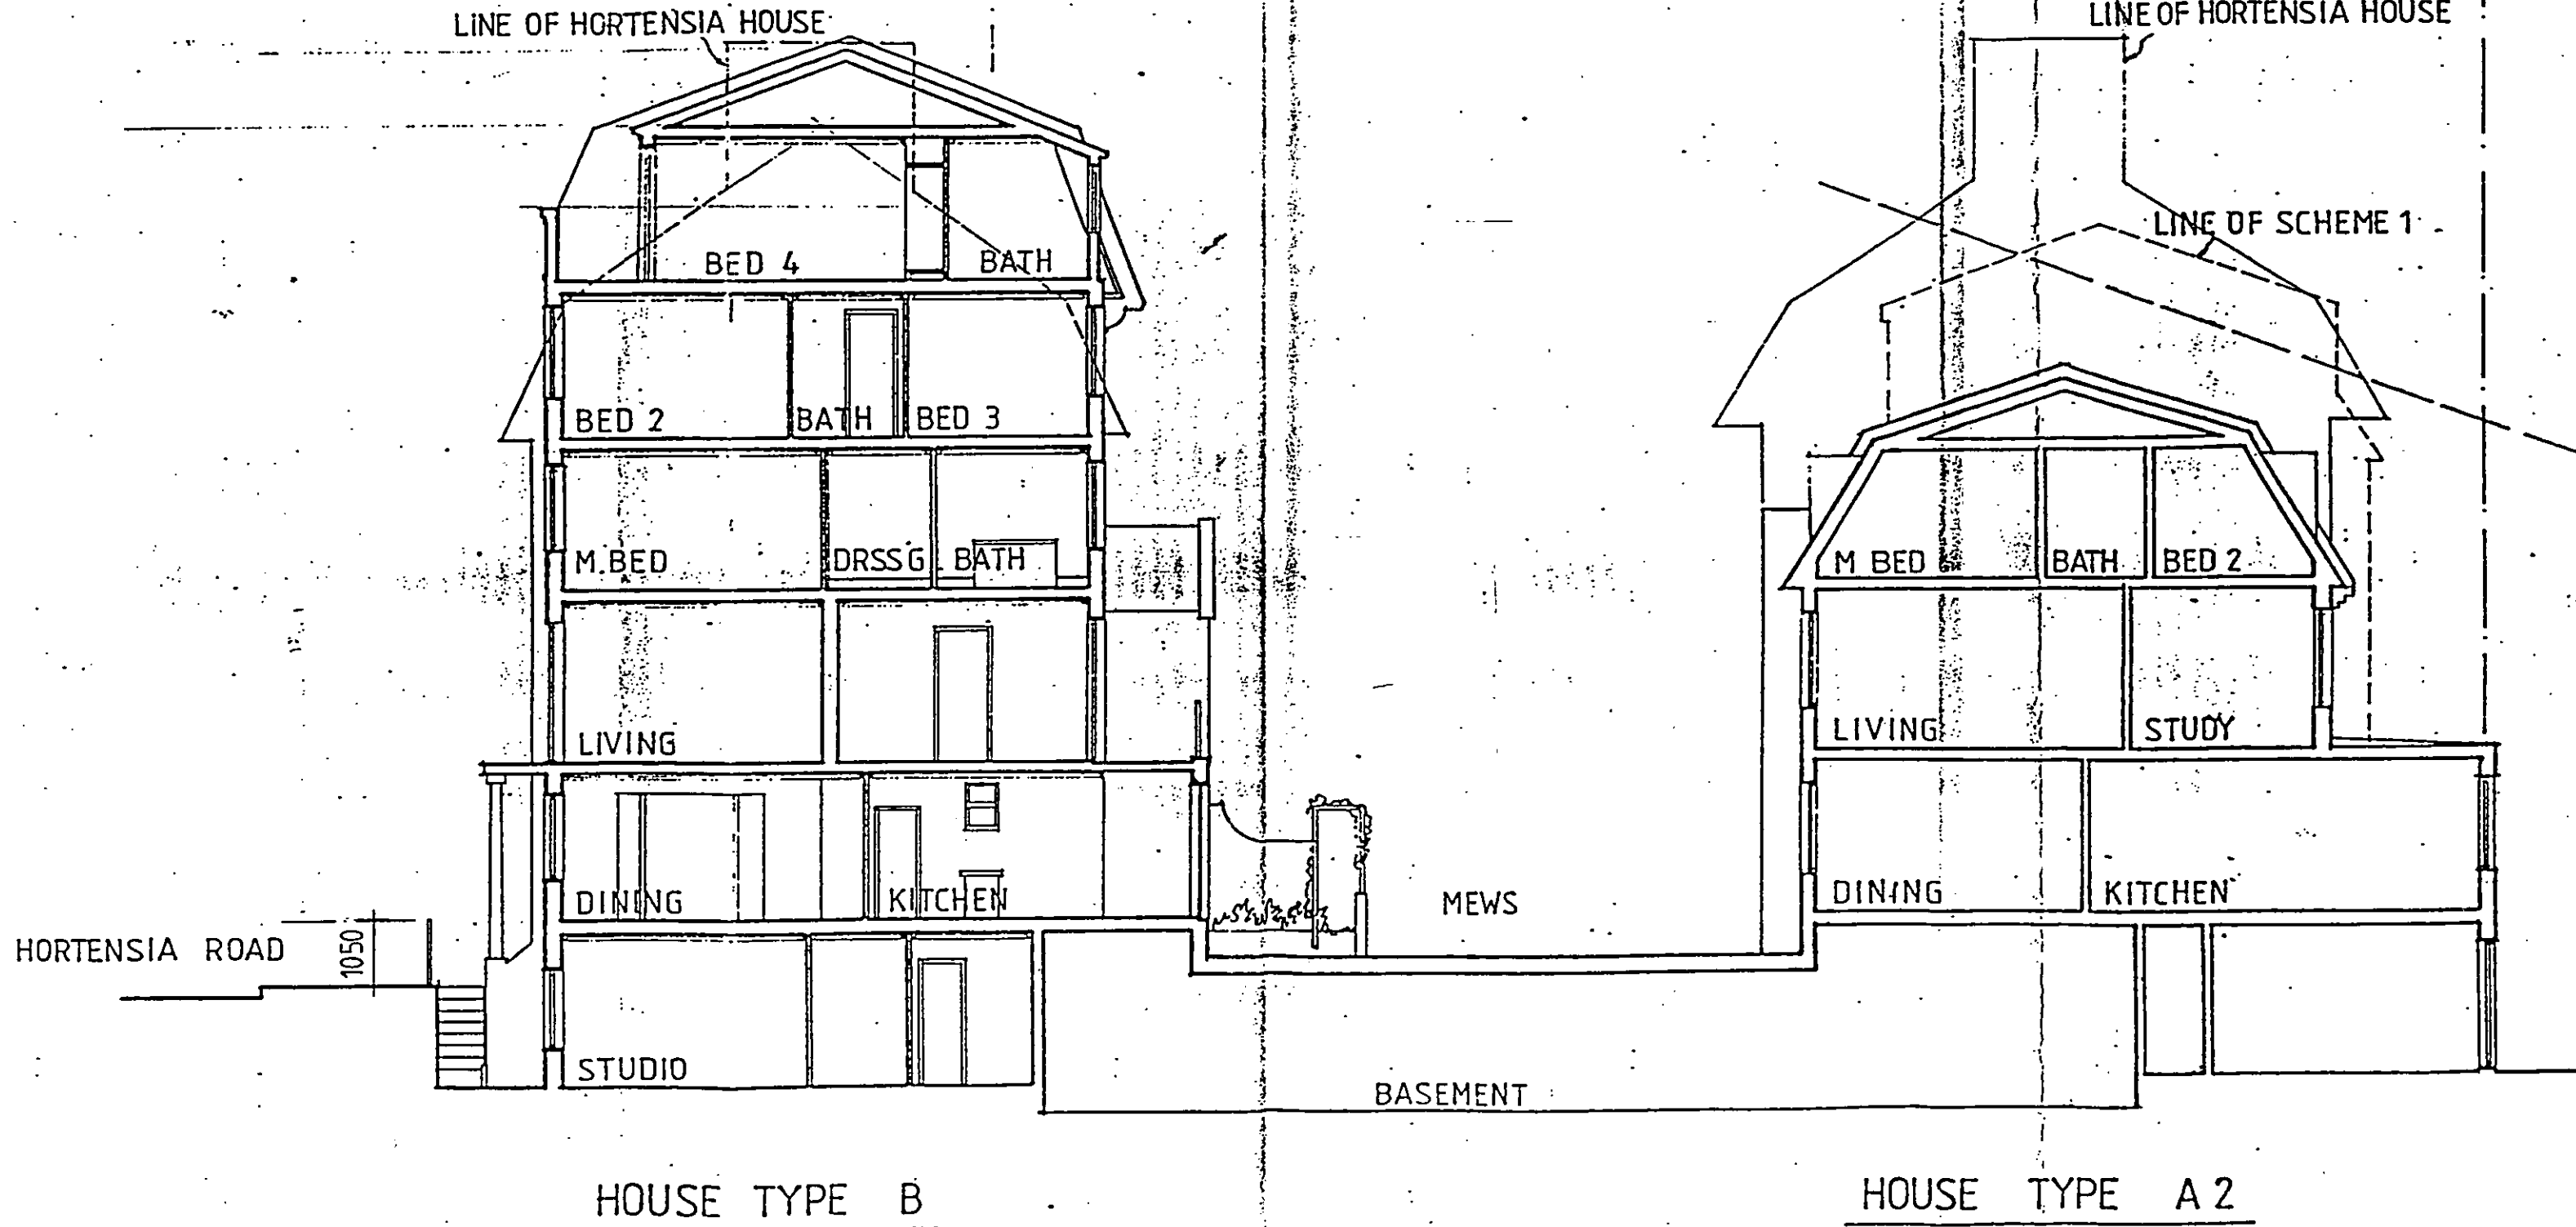 LINE OF HORTENSIA HOUSE
LINE OF HORTENSIA HOUSE
LINE OF SCHEME 1
BED 4
BATH
BED 2
BATH
BED 3
M.BED
DRSSG
BATH
M BED
BATH
BED 2
LIVING
LIVING
STUDY
DINING
KITCHEN
MEWS
DINING
KITCHEN
HORTENSIA ROAD
1050
STUDIO
BASEMENT
HOUSE TYPE B
HOUSE TYPE A2